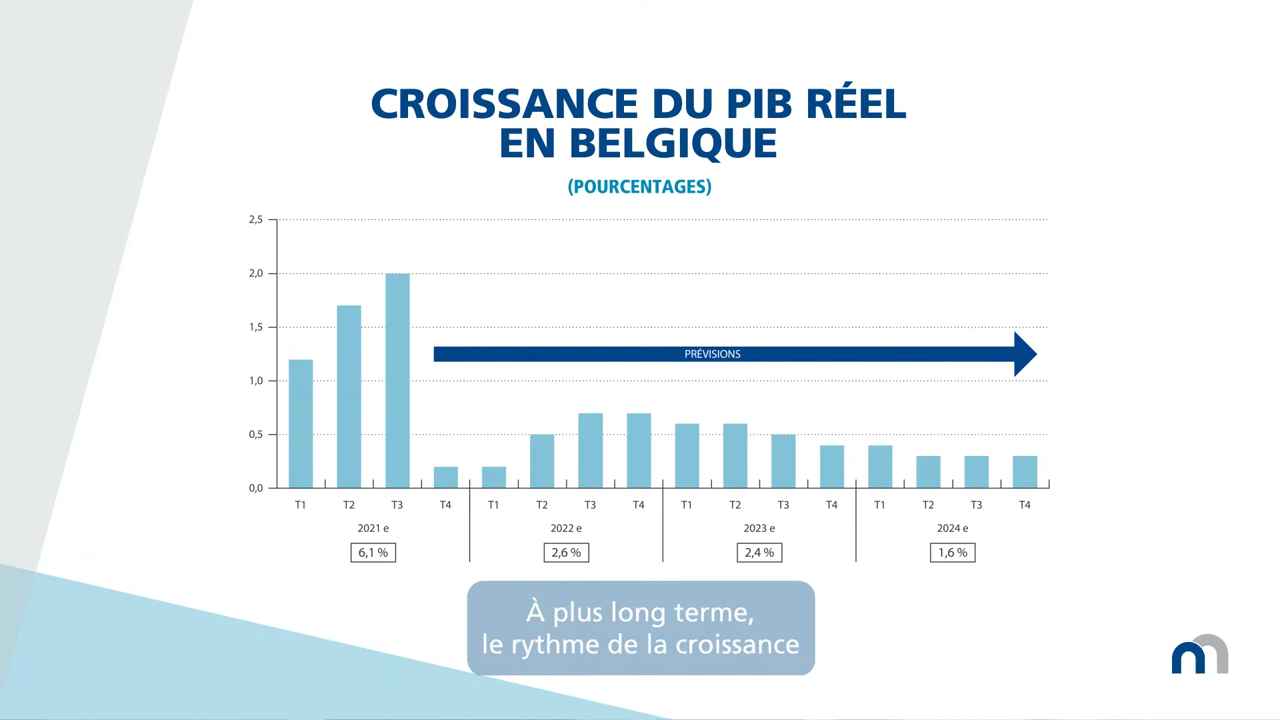 CROISSANCE DU PIB RÉEL
EN BELGIQUE
(POURCENTAGES)
2,5
2,0
1,5
1,0
0,5
0,0
PRÉVISIONS
T1 T2 T3 T4 T1 T2 T3 T4 T1 T2 T3 T4 T1 T2 T3 T4
2021 e 2022 e 2023 e 2024 e
6,1 % 2,6 % 2,4 % 1,6 %
À plus long terme,
le rythme de la croissance